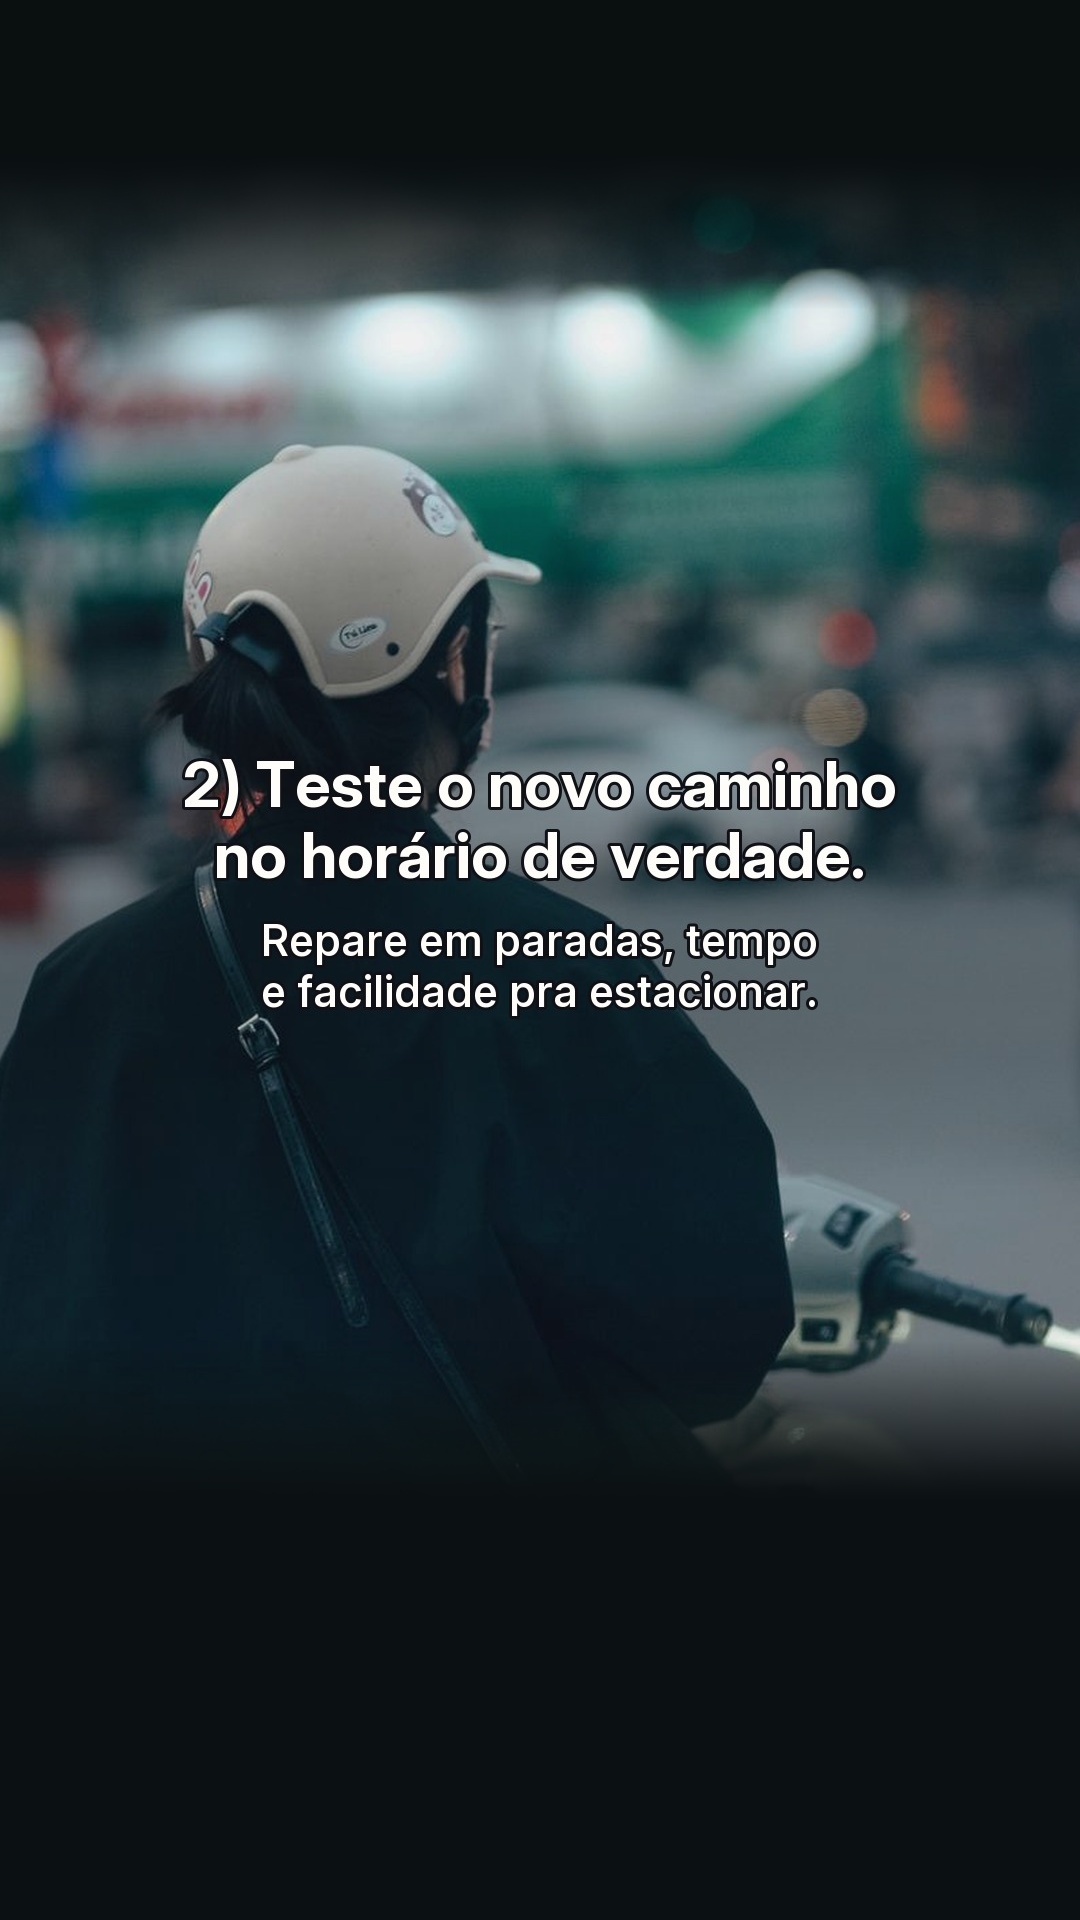 2) Teste o novo caminho
no horário de verdade.
Repare em paradas, tempo
e facilidade pra estacionar.